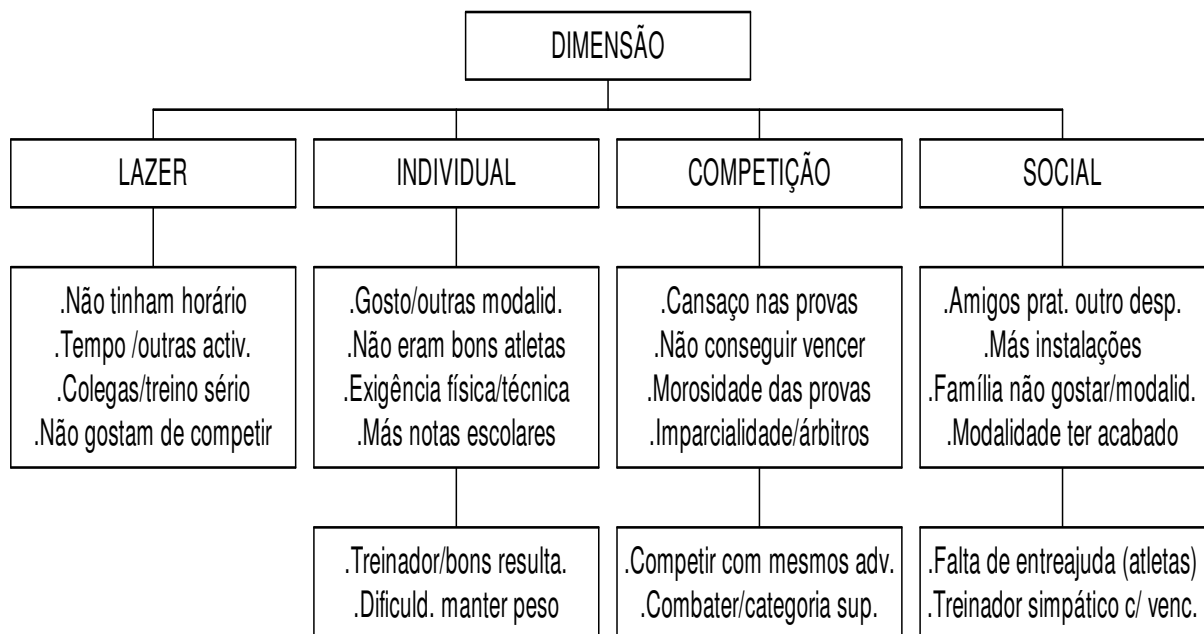 DIMENSÃO
LAZER
INDIVIDUAL
COMPETIÇÃO
SOCIAL
.Não tinham horário
.Tempo /outras activ.
.Colegas/treino sério
.Não gostam de competir
.Gosto/outras modalid.
.Não eram bons atletas
.Exigência física/técnica
.Más notas escolares
.Cansaço nas provas
.Não conseguir vencer
.Morosidade das provas
.Imparcialidade/árbitros
.Amigos prat. outro desp.
.Más instalações
.Família não gostar/modalid.
.Modalidade ter acabado
.Treinador/bons resulta.
.Dificuld. manter peso
.Competir com mesmos adv.
.Combater/categoria sup.
.Falta de entreajuda (atletas)
.Treinador simpático c/ venc.